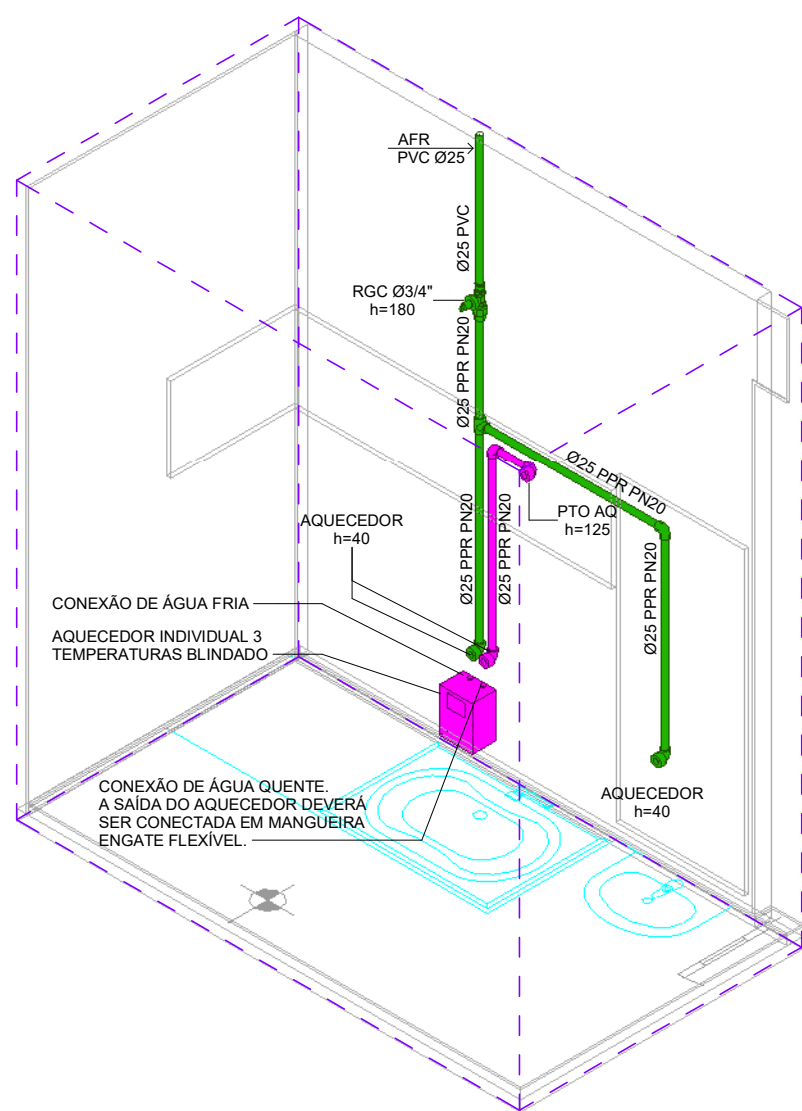 AFR
PVC Ø25
Ø25 PVC
RGC Ø3/4"
h=180
Ø25 PPR PN20
Ø25 PPR PN20
PTO AQ
h=125
AQUECEDOR
h=40
Ø25 PPR PN20
Ø25 PPR PN20
Ø25 PPR PN20
CONEXÃO DE ÁGUA FRIA
AQUECEDOR INDIVIDUAL 3
TEMPERATURAS BLINDADO
CONEXÃO DE ÁGUA QUENTE.
A SAÍDA DO AQUECEDOR DEVERÁ
SER CONECTADA EM MANGUEIRA
ENGATE FLEXÍVEL.
AQUECEDOR
h=40